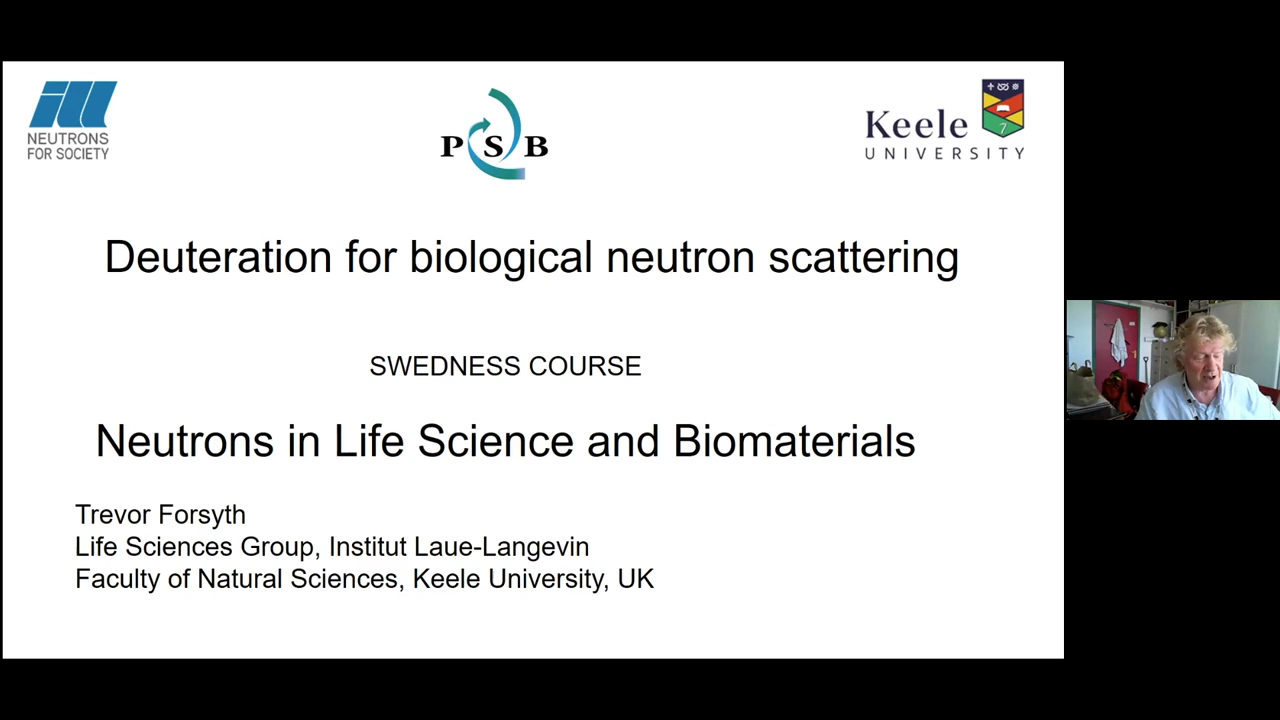 ill
NEUTRONS
FOR SOCIETY
PSB
Keele
UNIVERSITY
Deuteration for biological neutron scattering
SWEDNESS COURSE
Neutrons in Life Science and Biomaterials
Trevor Forsyth
Life Sciences Group, Institut Laue-Langevin
Faculty of Natural Sciences, Keele University, UK